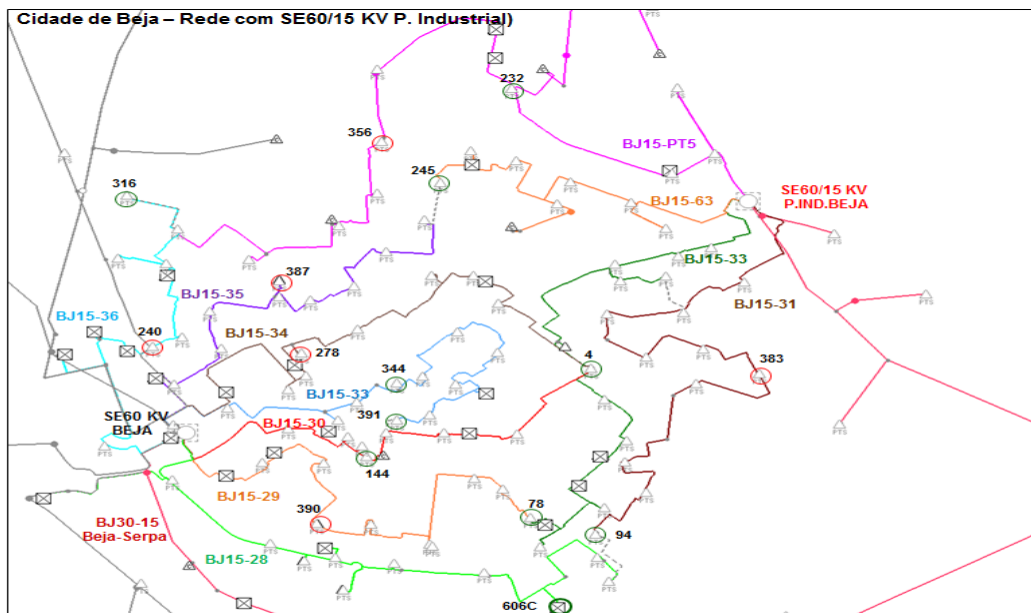 Cidade de Beja – Rede com SE60/15 KV P. Industrial)
232
356
BJ15-PT5
245
316
BJ15-63
SE60/15 KV
P.IND.BEJA
BJ15-33
387
BJ15-35
BJ15-31
BJ15-36
BJ15-34
240
278
4
344
383
BJ15-33
391
SE60 KV
BEJA
BJ15-30
144
BJ15-29
390
78
94
BJ30-15
Beja-Serpa
BJ15-28
606C